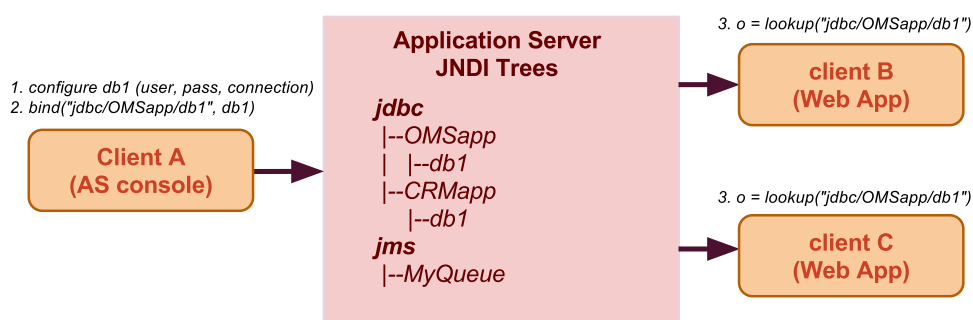 1. configure db1 (user, pass, connection)
2. bind("jdbc/OMSapp/db1", db1)
Client A
(AS console)
Application Server
JNDI Trees
jdbc
|--OMSapp
|   |--db1
|--CRMapp
|--db1
jms
|--MyQueue
3. o = lookup("jdbc/OMSapp/db1")
client B
(Web App)
3. o = lookup("jdbc/OMSapp/db1")
client C
(Web App)